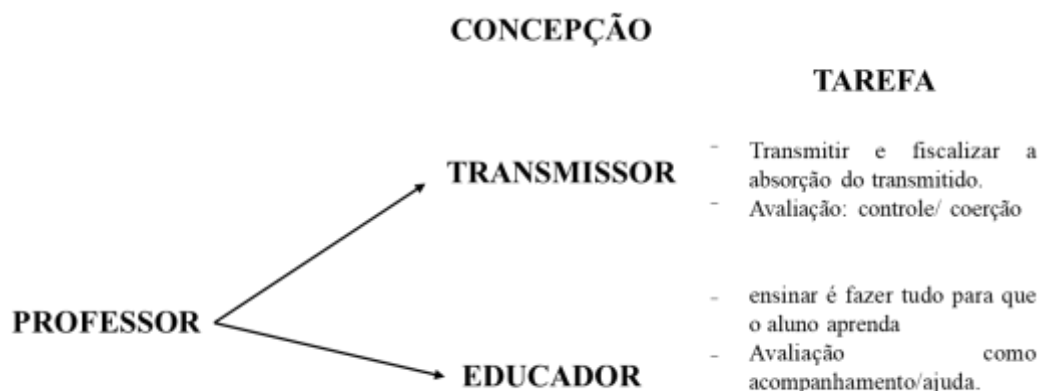 CONCEPÇÃO
TAREFA
TRANSMISSOR
- Transmitir e fiscalizar a
absorção do transmitido.
- Avaliação: controle/ coerção
PROFESSOR
EDUCADOR
- ensinar é fazer tudo para que
o aluno aprenda
- Avaliação como
acompanhamento/ajuda.